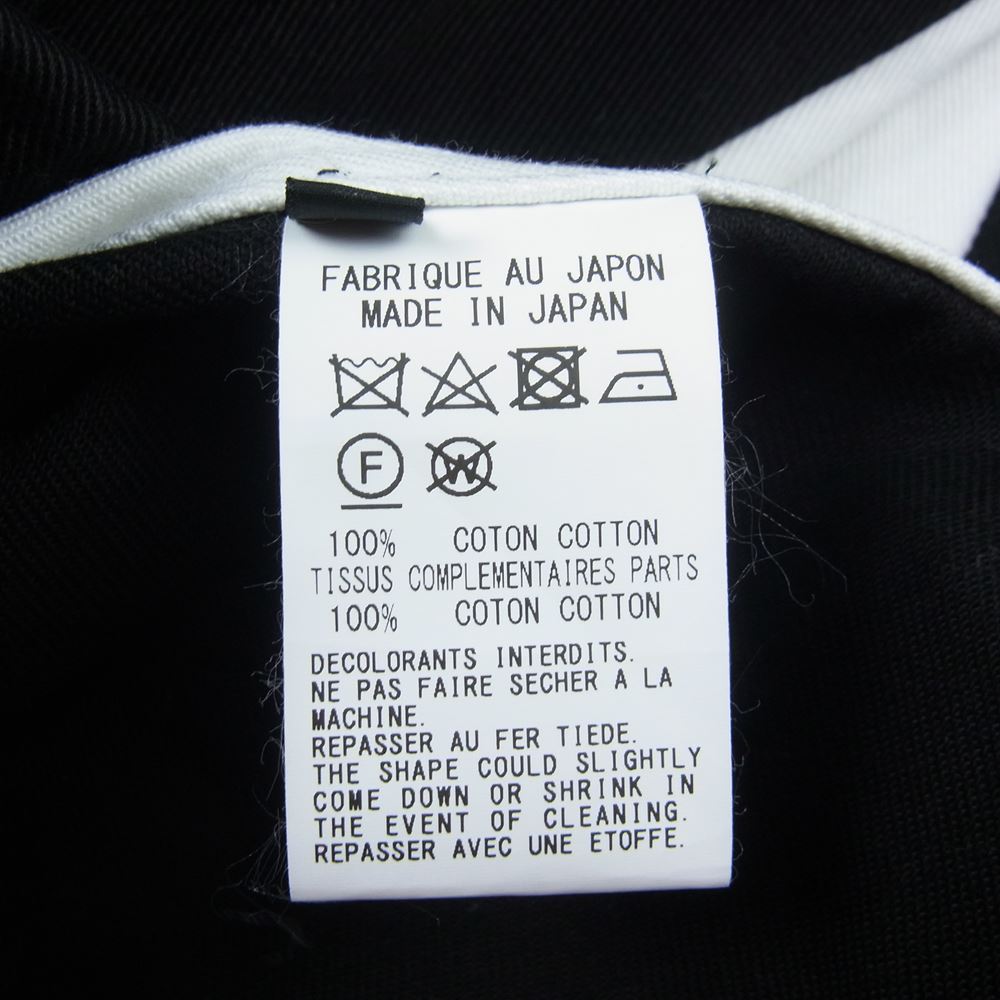 FABRIQUE AU JAPON
MADE IN JAPAN
F W
100% COTON COTTON
TISSUS COMPLEMENTAIRES PARTS
100% COTON COTTON
DECOLORANTS INTERDITS.
NE PAS FAIRE SECHER A LA
MACHINE.
REPASSER AU FER TIEDE.
THE SHAPE COULD SLIGHTLY
COME DOWN OR SHRINK IN
THE EVENT OF CLEANING.
REPASSER AVEC UNE ETOFFE.